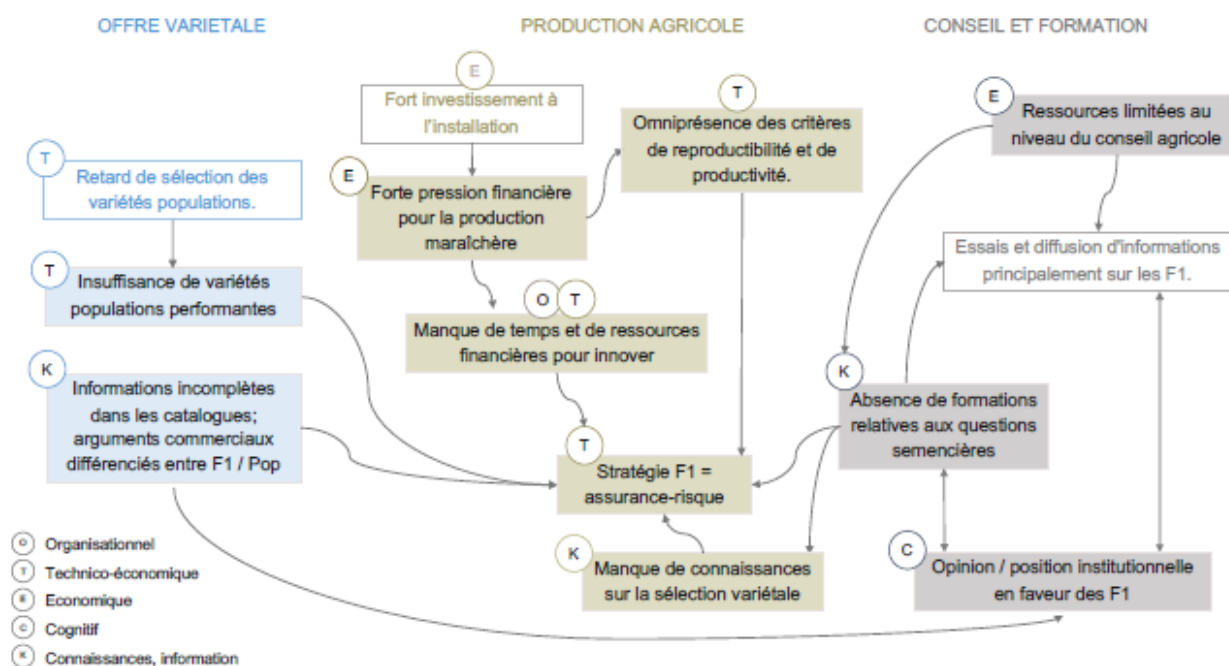 OFFRE VARIETALE
PRODUCTION AGRICOLE
CONSEIL ET FORMATION
E
Fort investissement à
l'installation
T
Omniprésence des critères
de reproductibilité et de
productivité.
E
Ressources limitées au
niveau du conseil agricole
T
Retard de sélection des
variétés populations.
E
Forte pression financière
pour la production
maraîchère
Essais et diffusion d'informations
principalement sur les F1.
T
Insuffisance de variétés
populations performantes
O
T
Manque de temps et de ressources
financières pour innover
K
Informations incomplètes
dans les catalogues;
arguments commerciaux
différenciés entre F1 / Pop
K
Absence de formations
relatives aux questions
semencières
T
Stratégie F1 =
assurance-risque
K
Manque de connaissances
sur la sélection variétale
C
Opinion / position institutionnelle
en faveur des F1
O Organisationnel
T Technico-économique
E Economique
C Cognitif
K Connaissances, information